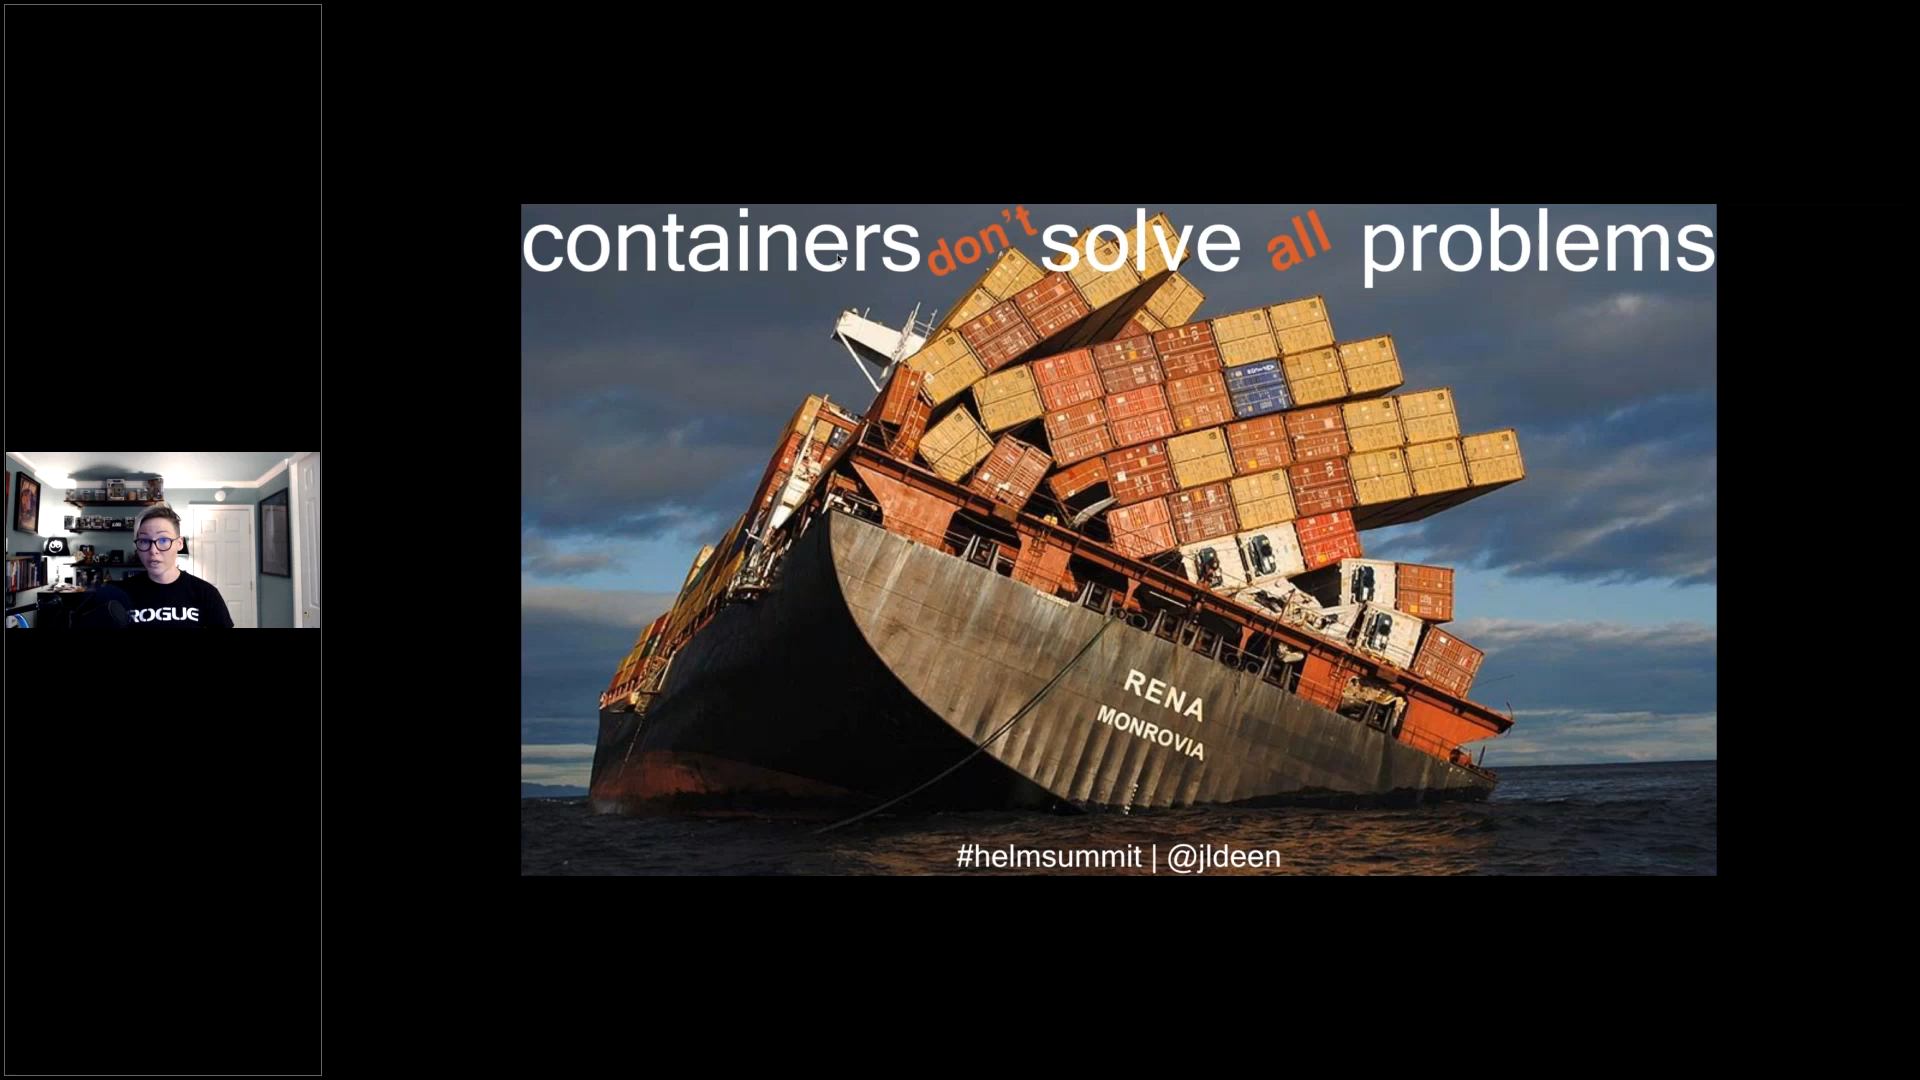 containers don't solve all problems
ROGUE
RENA
MONROVIA
#helmsummit | @jldeen